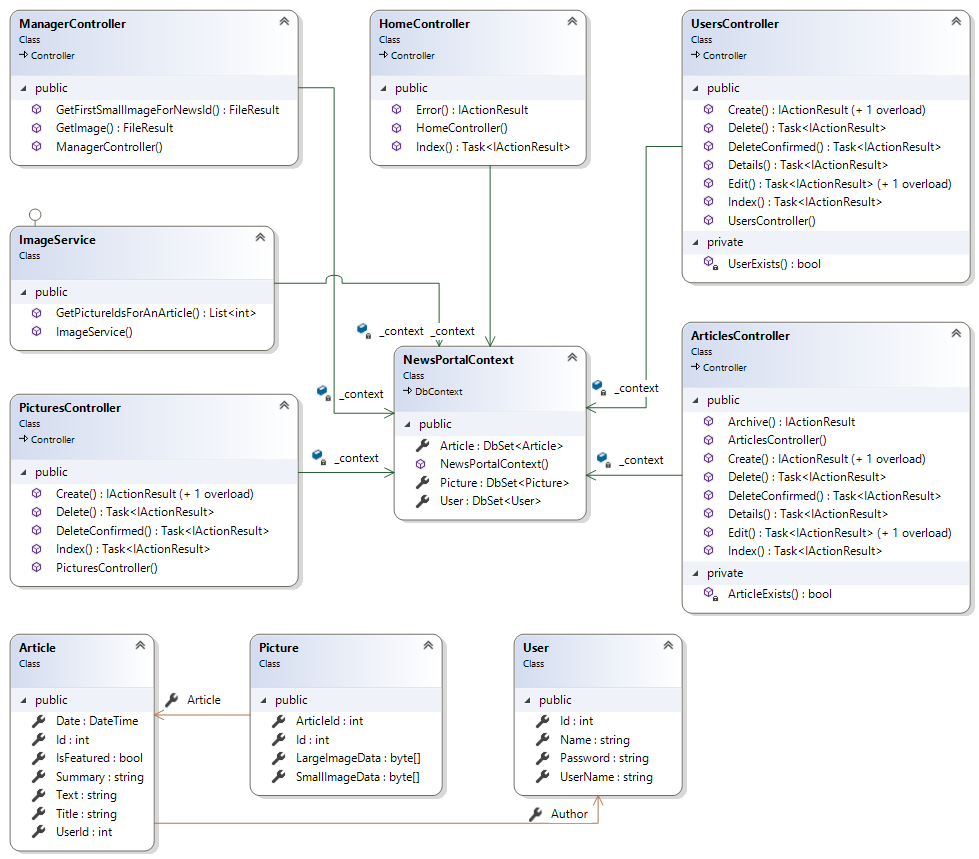 ManagerController
Class
Controller
public
GetFirstSmallImageForNewsId() : FileResult
GetImage() : FileResult
ManagerController()
HomeController
Class
Controller
public
Error() : IActionResult
HomeController()
Index() : Task<IActionResult>
UsersController
Class
Controller
public
Create() : IActionResult (+ 1 overload)
Delete() : Task<IActionResult>
DeleteConfirmed() : Task<IActionResult>
Details() : Task<IActionResult>
Edit() : Task<IActionResult> (+ 1 overload)
Index() : Task<IActionResult>
UsersController()
private
UserExists() : bool
ImageService
Class
public
GetPictureIdsForAnArticle() : List<int>
ImageService()
_context _context
_context
_context
_context
_context
NewsPortalContext
Class
DbContext
public
Article : DbSet<Article>
NewsPortalContext()
Picture : DbSet<Picture>
User : DbSet<User>
PicturesController
Class
Controller
public
Create() : IActionResult (+ 1 overload)
Delete() : Task<IActionResult>
DeleteConfirmed() : Task<IActionResult>
Index() : Task<IActionResult>
PicturesController()
ArticlesController
Class
Controller
public
Archive() : IActionResult
ArticlesController()
Create() : IActionResult (+ 1 overload)
Delete() : Task<IActionResult>
DeleteConfirmed() : Task<IActionResult>
Details() : Task<IActionResult>
Edit() : Task<IActionResult> (+ 1 overload)
Index() : Task<IActionResult>
private
ArticleExists() : bool
Article
Class
public
Date : DateTime
Id : int
IsFeatured : bool
Summary : string
Text : string
Title : string
UserId : int
Article
Picture
Class
public
ArticleId : int
Id : int
LargeImageData : byte[]
SmallImageData : byte[]
User
Class
public
Id : int
Name : string
Password : string
UserName : string
Author